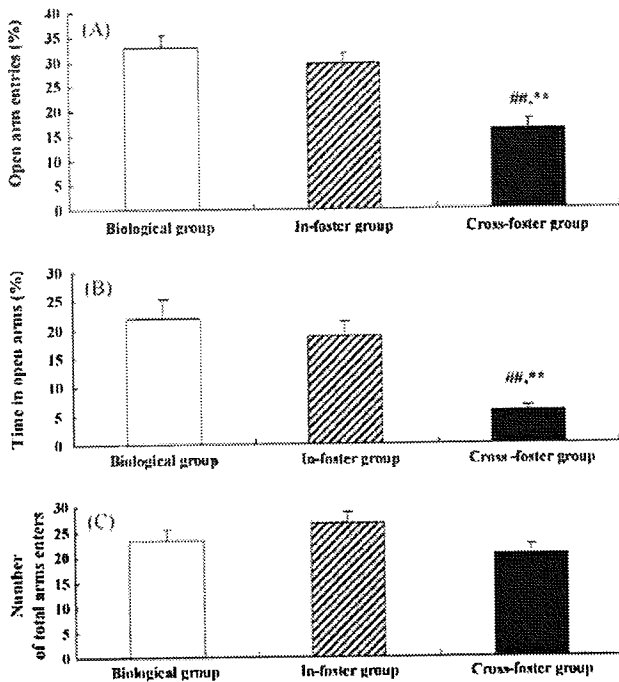 Open arm entries (%)
40
35
30
25
20
15
10
5
0
(A)
##,**
Biological group
In-foster group
Cross-foster group
Time in open arms (%)
30
25
20
15
10
5
0
(B)
##,**
Biological group
In-foster group
Cross -foster group
Number
of total arms enters
30
25
20
15
10
5
0
(C)
Biological group
In-foster group
Cross-foster group